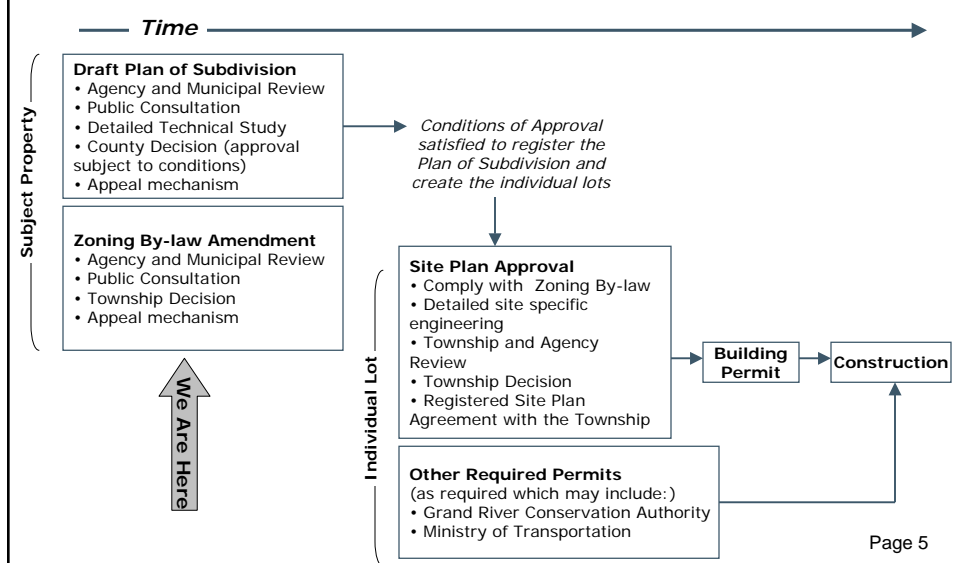 Time
Subject Property
Draft Plan of Subdivision
• Agency and Municipal Review
• Public Consultation
• Detailed Technical Study
• County Decision (approval
subject to conditions)
• Appeal mechanism
Conditions of Approval
satisfied to register the
Plan of Subdivision and
create the individual lots
Zoning By-law Amendment
• Agency and Municipal Review
• Public Consultation
• Township Decision
• Appeal mechanism
We Are Here
Individual Lot
Site Plan Approval
• Comply with Zoning By-law
• Detailed site specific
engineering
• Township and Agency
Review
• Township Decision
• Registered Site Plan
Agreement with the Township
Building
Permit
Construction
Other Required Permits
(as required which may include:)
• Grand River Conservation Authority
• Ministry of Transportation
Page 5